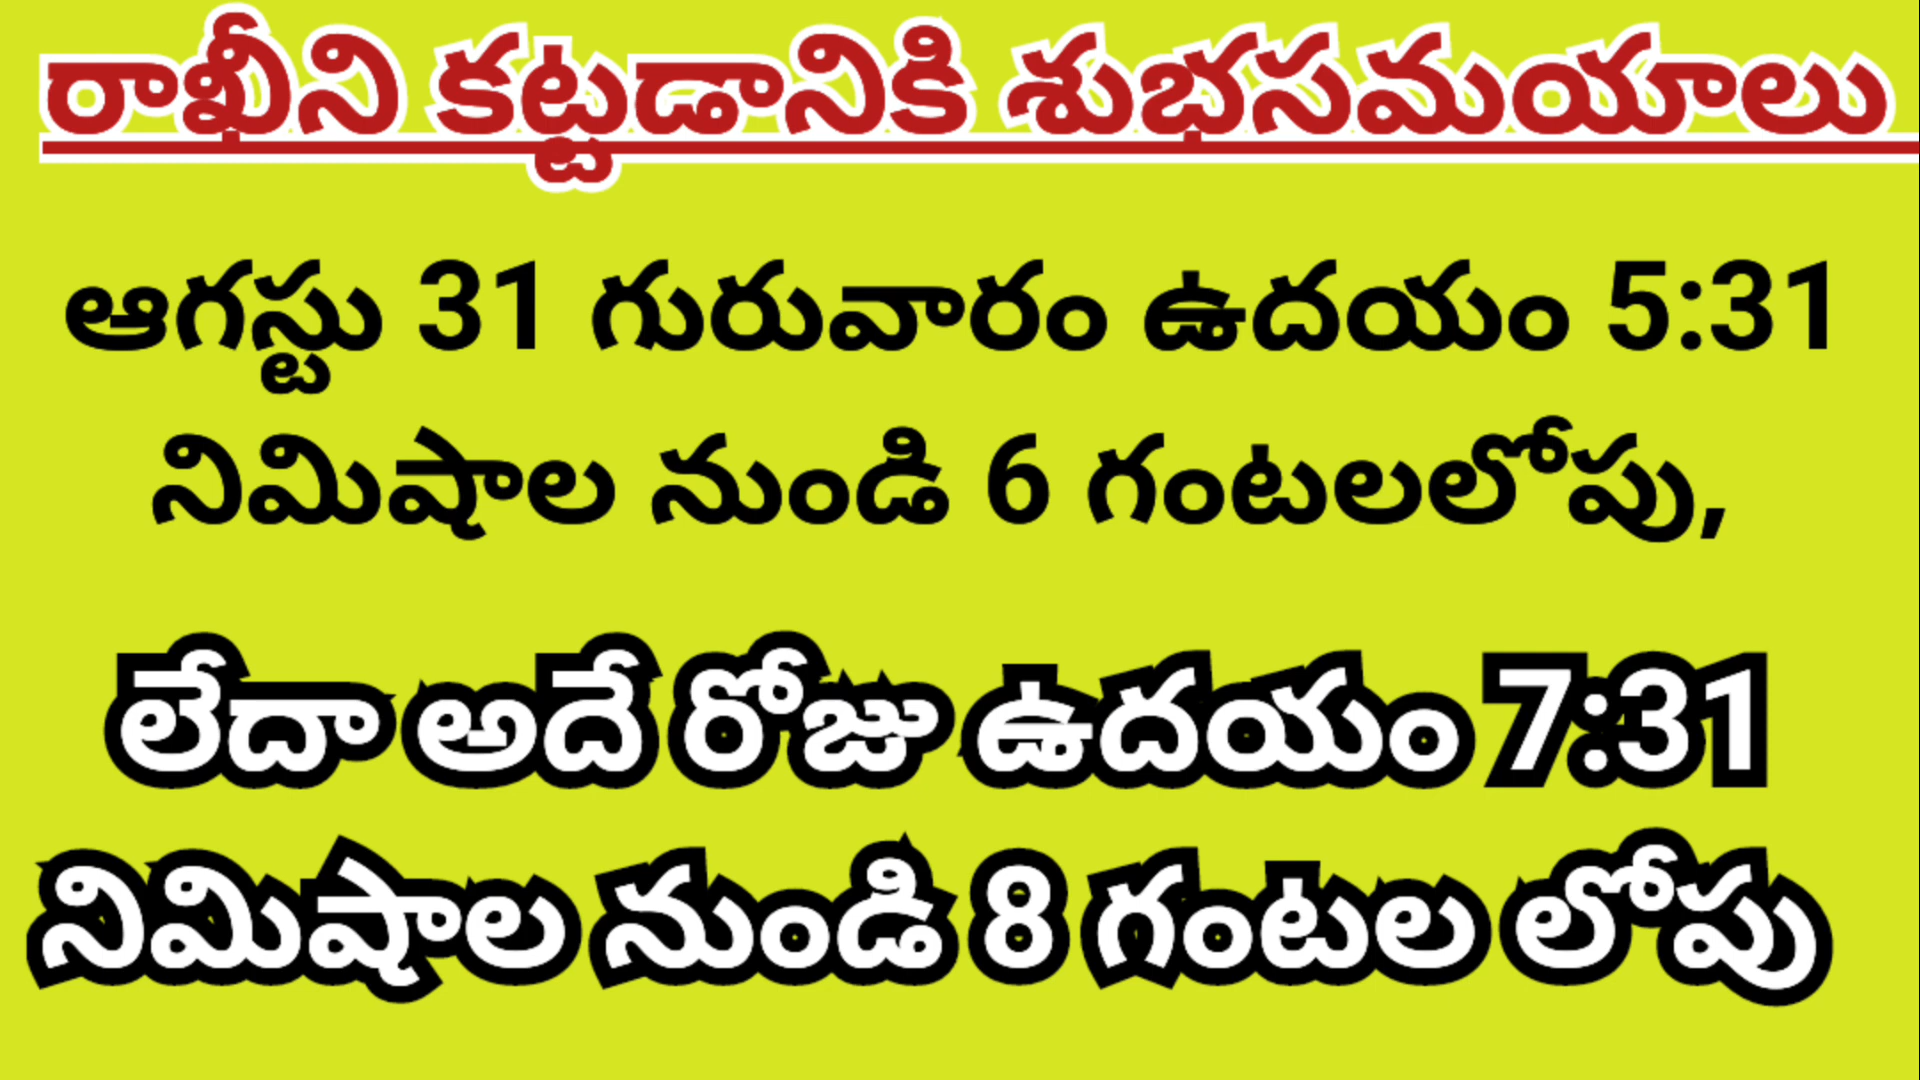 రాఖీని కట్టడానికి శుభసమయాలు
ఆగస్టు 31 గురువారం ఉదయం 5:31
నిమిషాల నుండి 6 గంటలలోపు,
లేదా అదే రోజు ఉదయం 7:31
నిమిషాల నుండి 8 గంటల లోపు